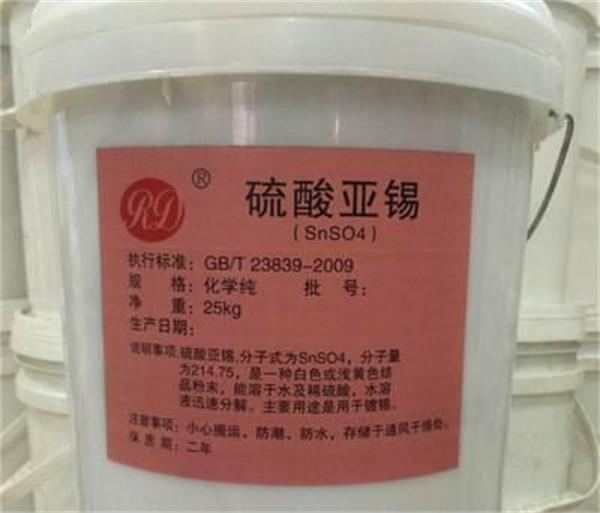 RD ®
硫酸亚锡
(SnSO4)
执行标准: GB/T 23839-2009
规 格: 化学纯 批 号:
净 重: 25kg
生产日期:
说明事项:硫酸亚锡,分子式为SnSO4，分子量
为214.75，是一种白色或浅黄色结
晶粉末，能溶于水及稀硫酸，水溶
液迅速分解。主要用途是用于镀锡。
注意事项：小心搬运、防潮、防水，存储于通风干燥处。
保 质 期：二年